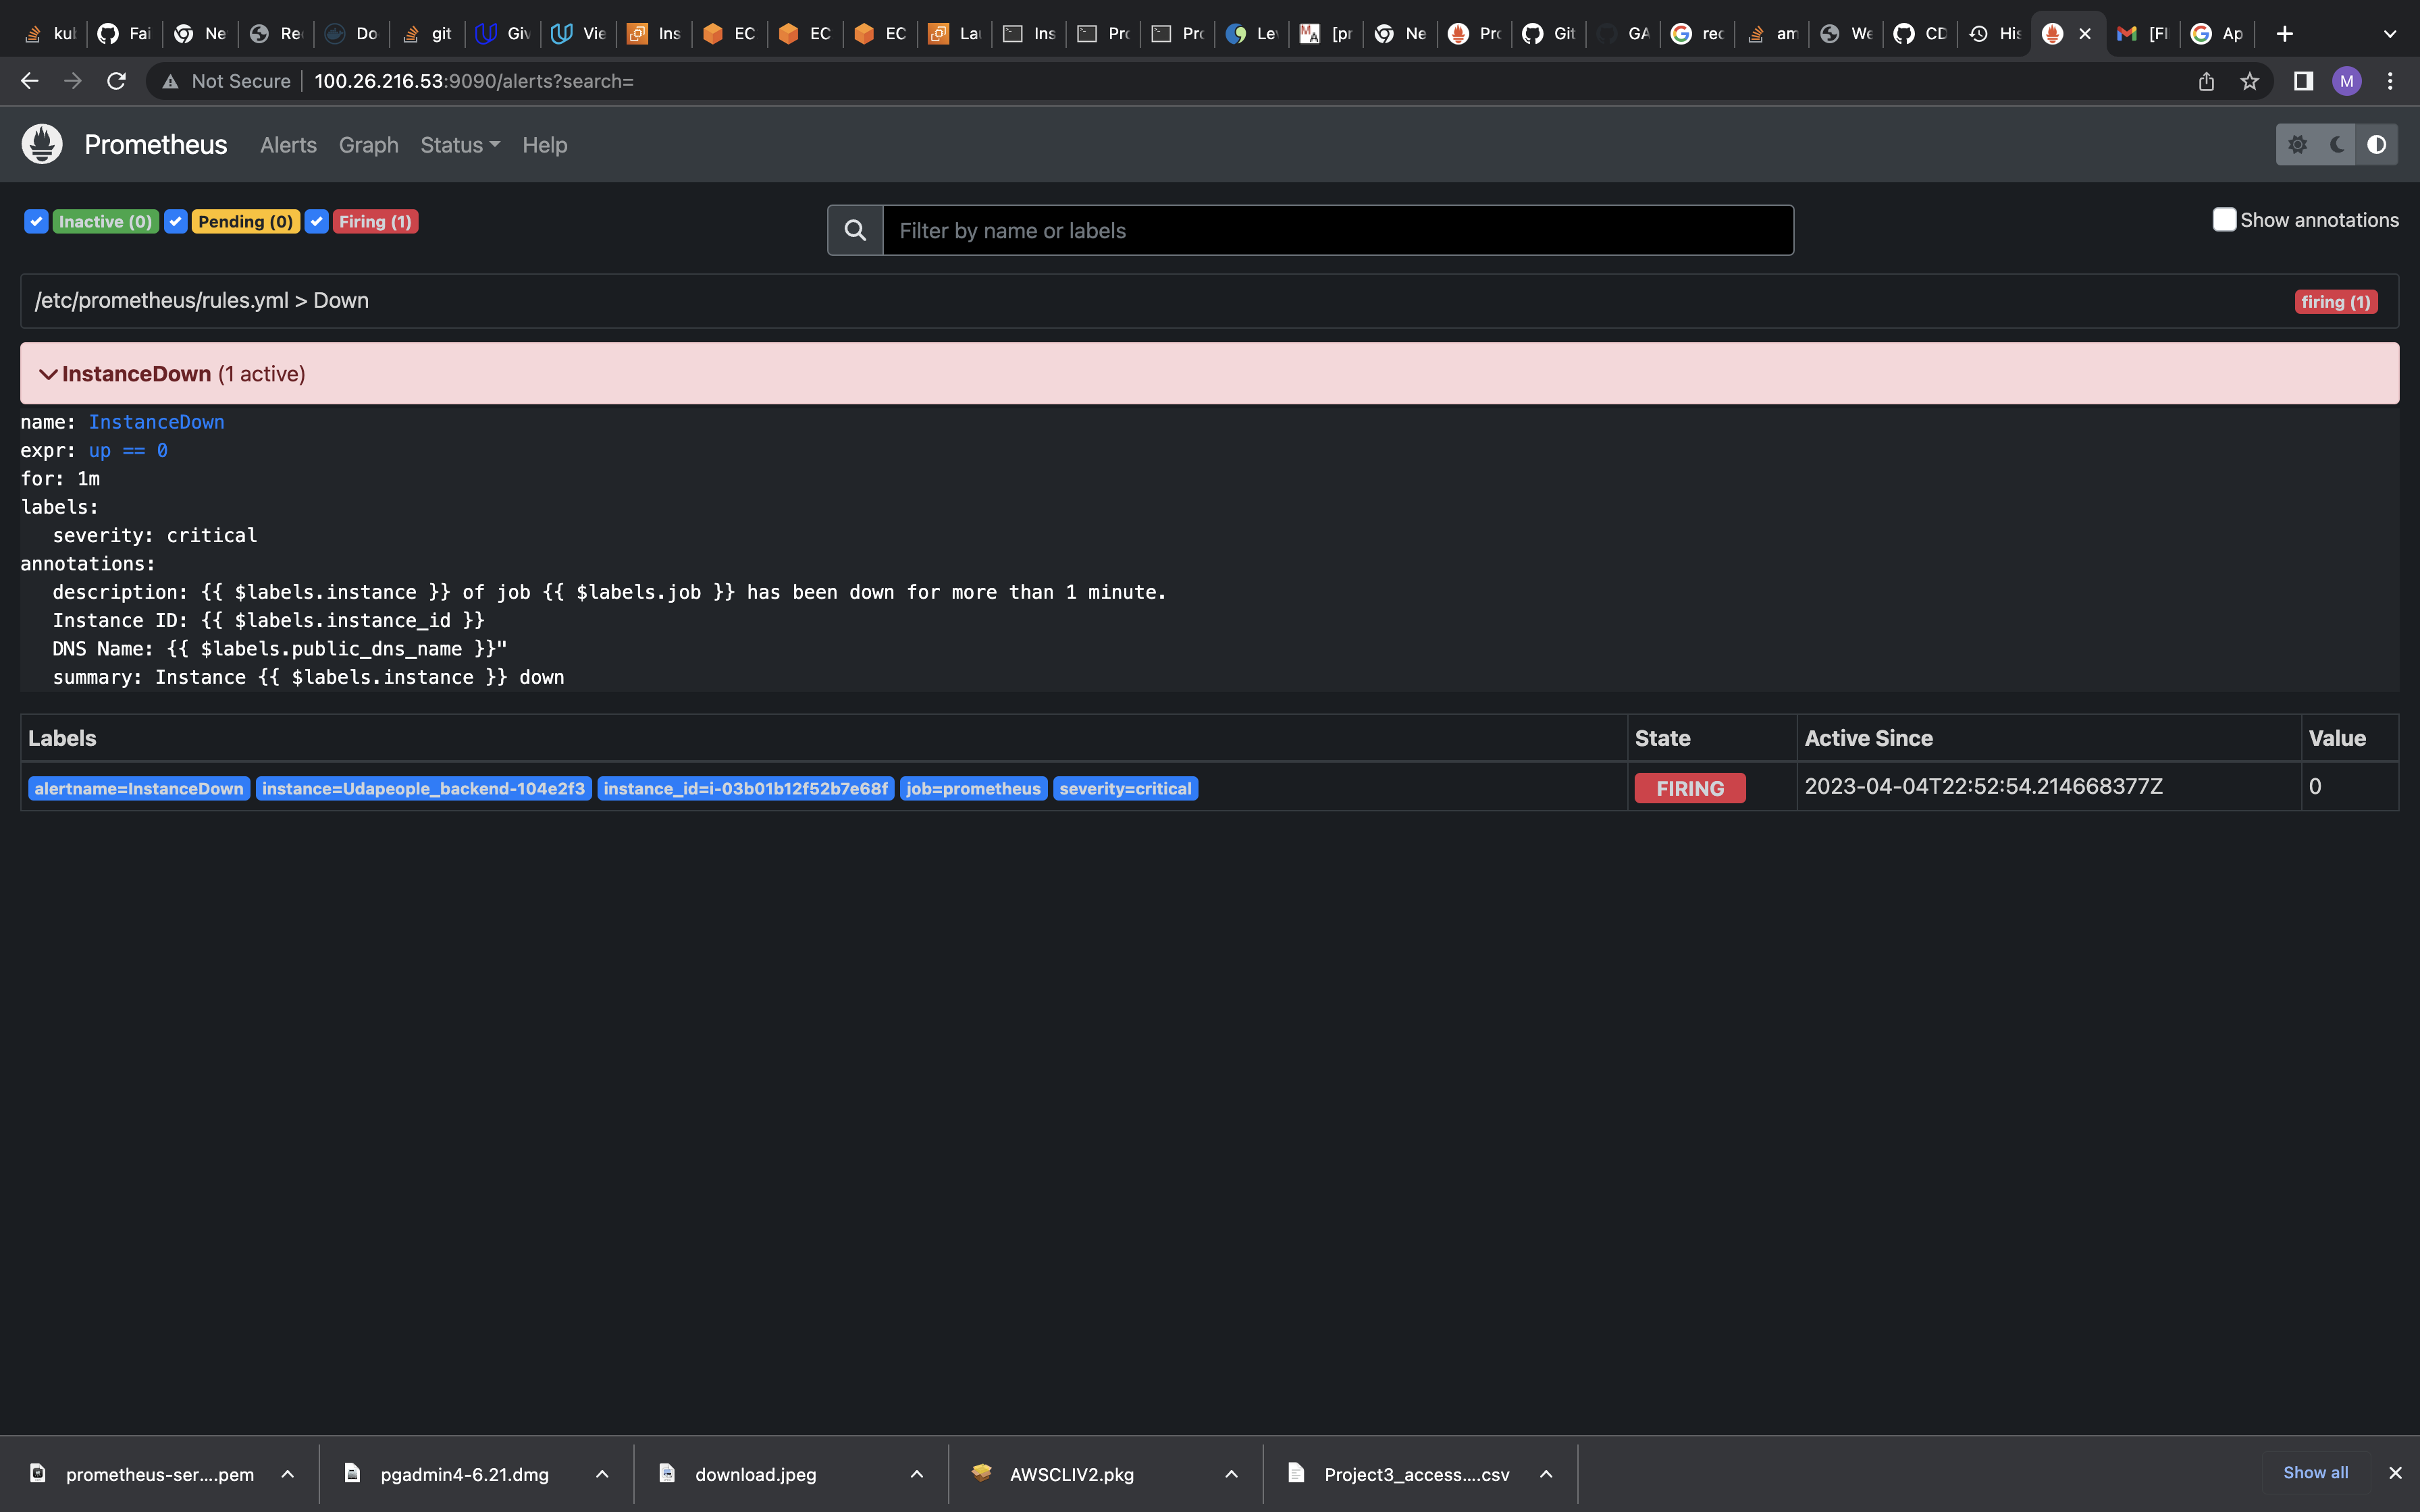 kul Fai Ne Re Do git Giv Vie Ins EC EC EC La Ins Pro Pro Le [pr Ne Pro Git GA rec am We CD His [Fl Ap
Not Secure 100.26.216.53:9090/alerts?search= M
Prometheus Alerts Graph Status Help
Inactive (0) Pending (0) Firing (1) Filter by name or labels Show annotations
/etc/prometheus/rules.yml > Down firing (1)
InstanceDown (1 active)
name: InstanceDown
expr: up == 0
for: 1m
labels:
severity: critical
annotations:
description: {{ $labels.instance }} of job {{ $labels.job }} has been down for more than 1 minute.
Instance ID: {{ $labels.instance_id }}
DNS Name: {{ $labels.public_dns_name }}"
summary: Instance {{ $labels.instance }} down
Labels State Active Since Value
alertname=InstanceDown instance=Udapeople_backend-104e2f3 instance_id=i-03b01b12f52b7e68f job=prometheus severity=critical FIRING 2023-04-04T22:52:54.214668377Z 0
prometheus-ser....pem pgadmin4-6.21.dmg download.jpeg AWSCLIV2.pkg Project3_access....csv Show all